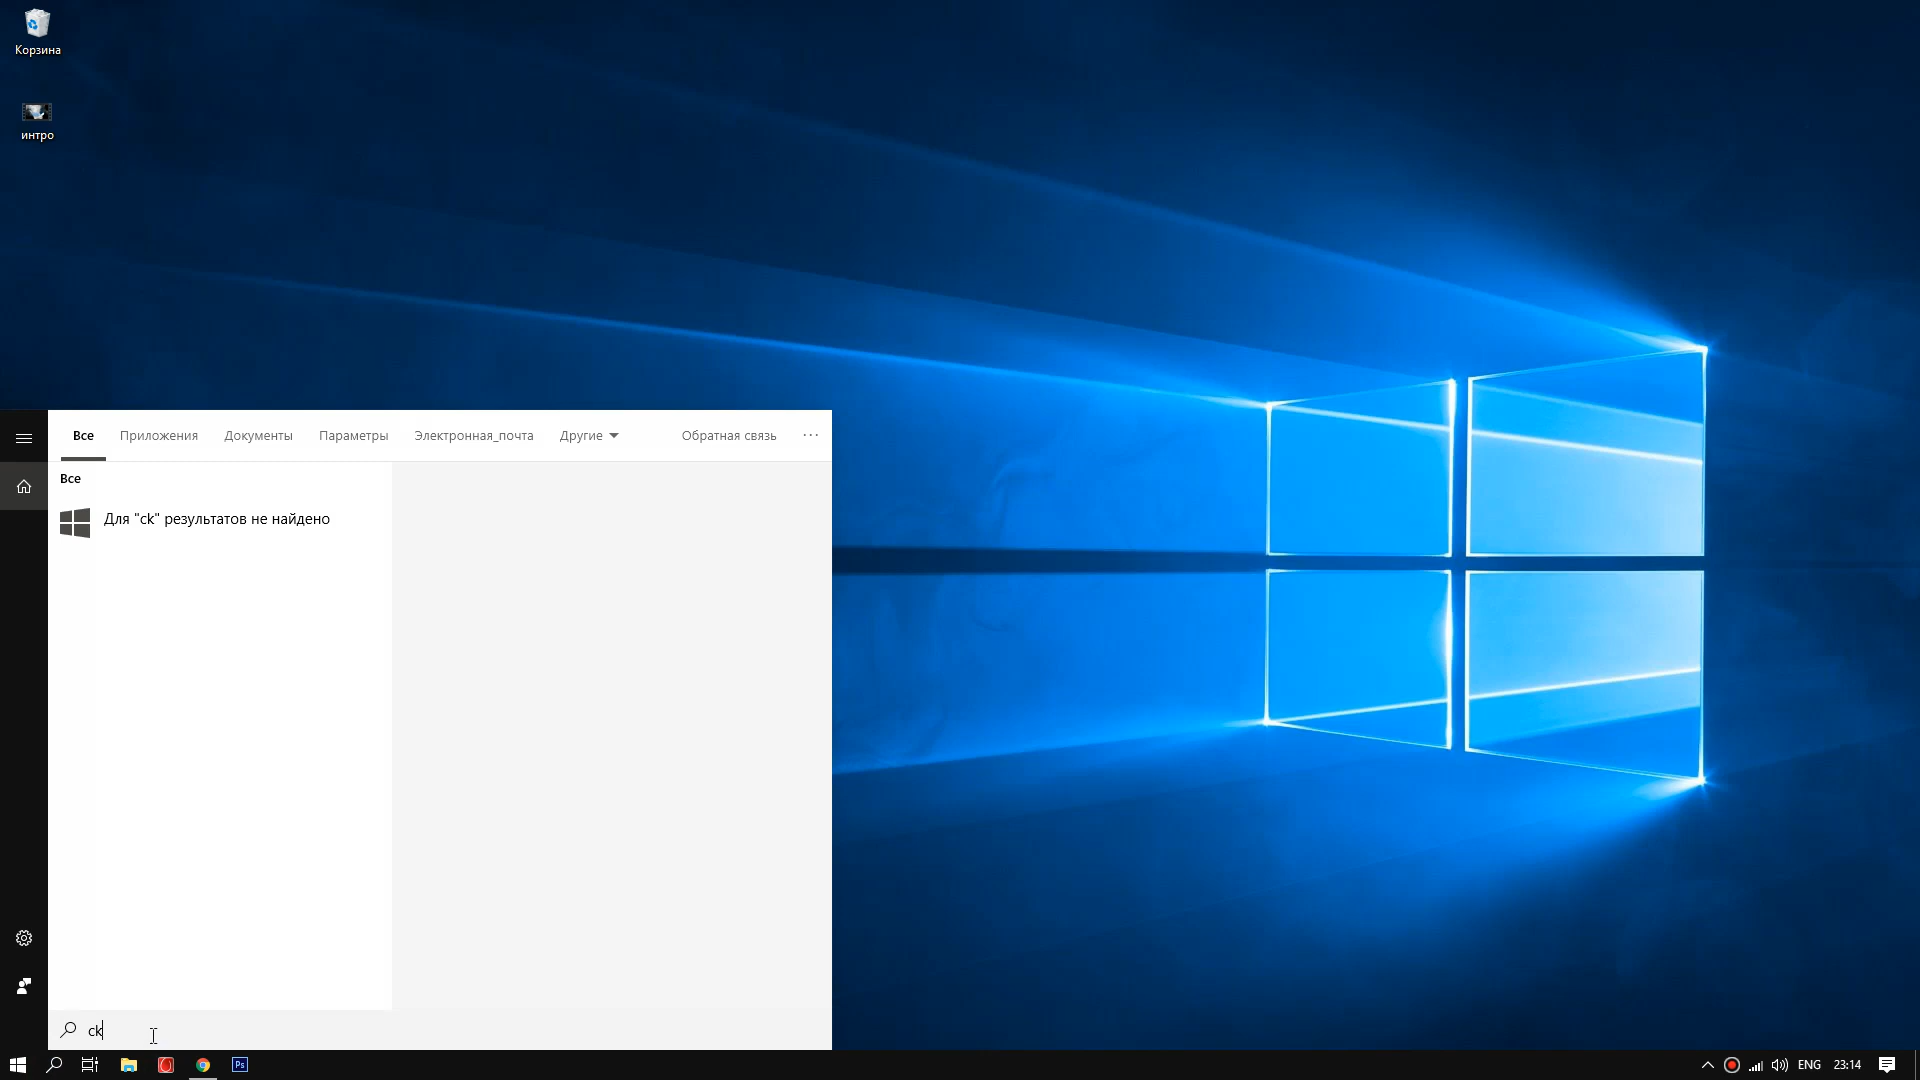 Корзина
интро
Все Приложения Документы Параметры Электронная_почта Другие Обратная связь ...
Все
Для "ck" результатов не найдено
ck
Ps
ENG 23:14